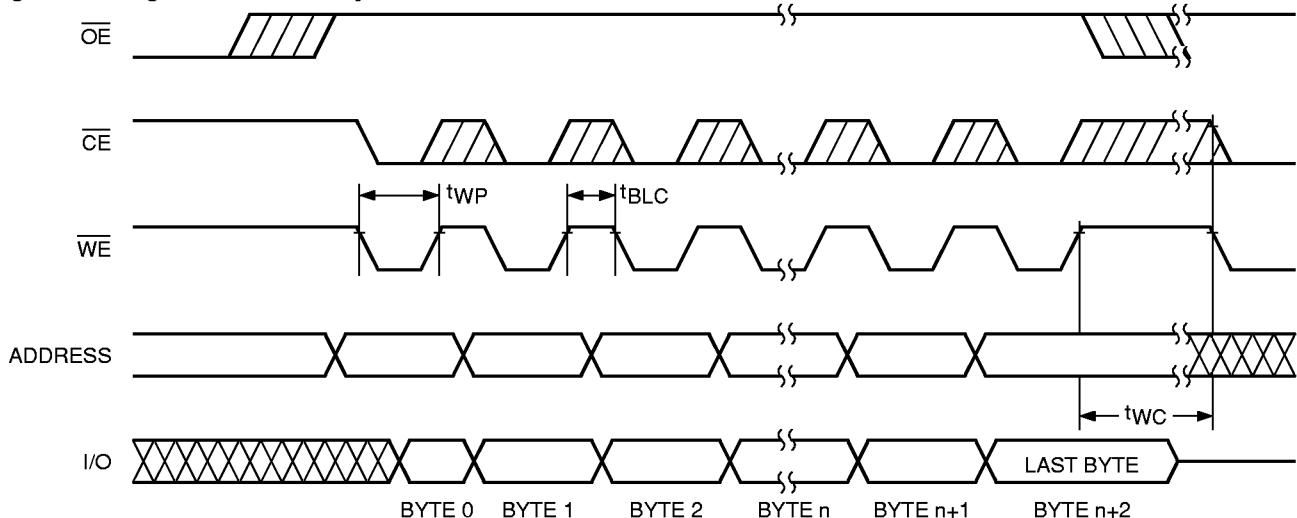 OE
CE
tWP
tBLC
WE
ADDRESS
tWC
I/O
LAST BYTE
BYTE 0 BYTE 1 BYTE 2 BYTE n BYTE n+1 BYTE n+2